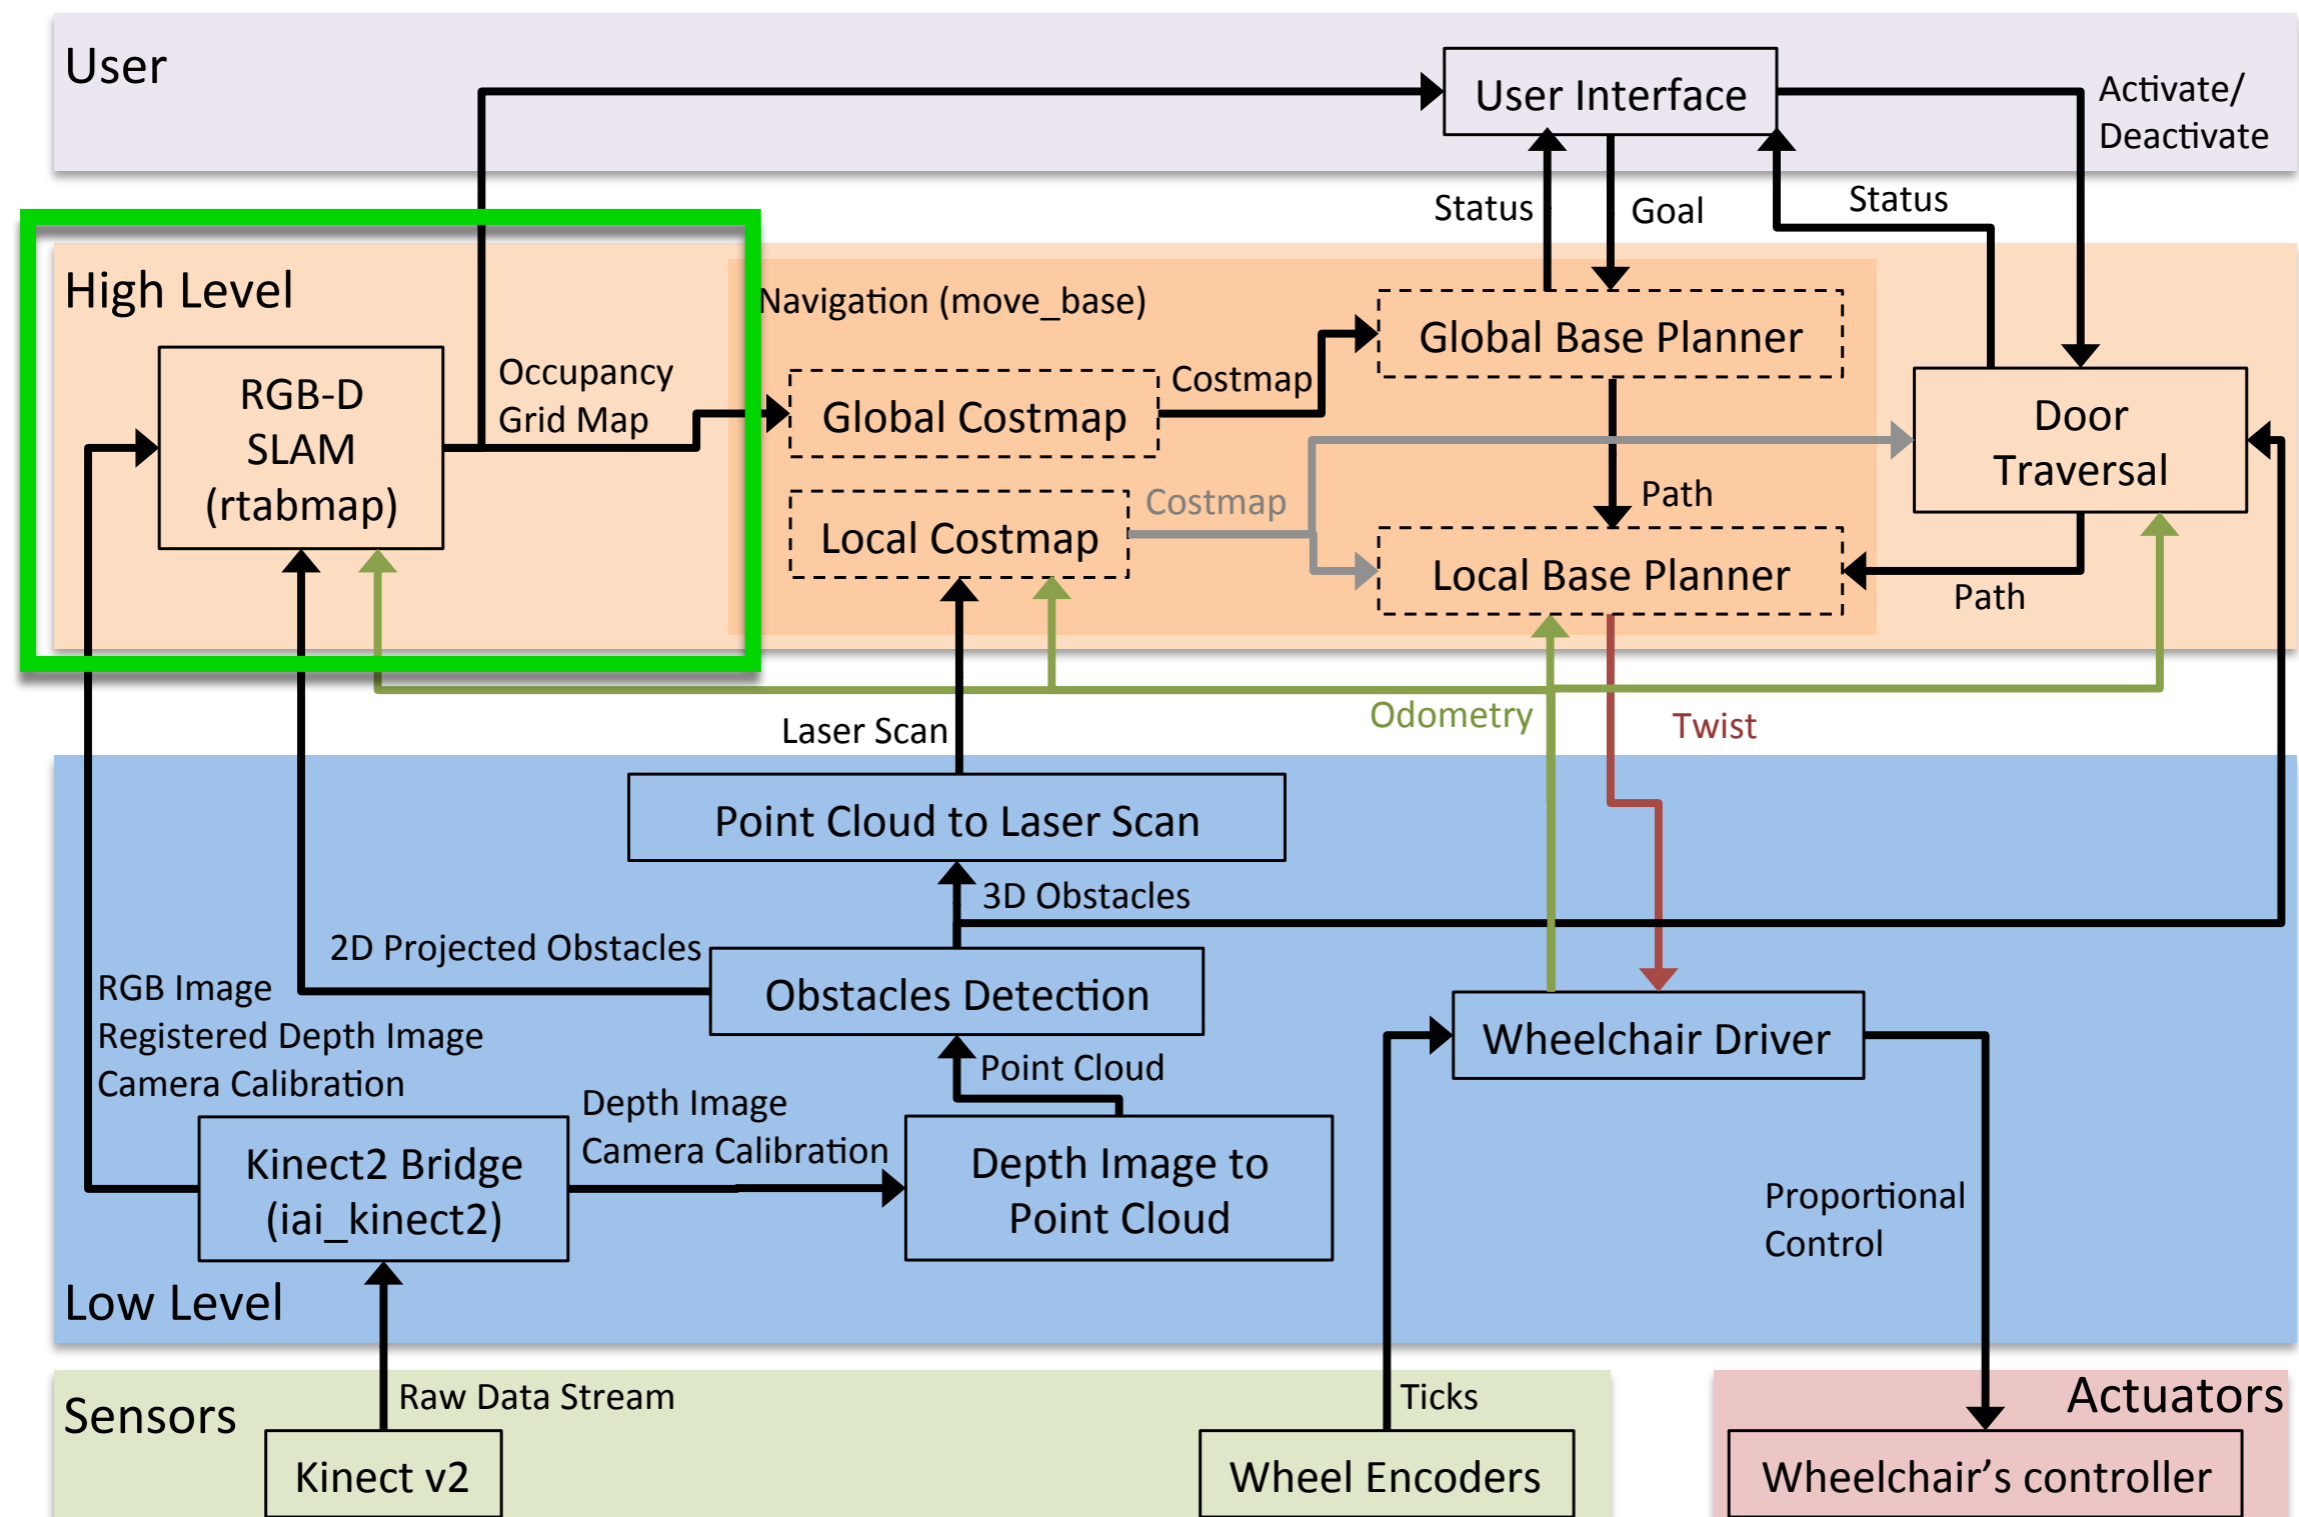 User
User Interface
Activate/
Deactivate
Status
Goal
Status
High Level
Navigation (move_base)
Global Base Planner
RGB-D
SLAM
(rtabmap)
Occupancy
Grid Map
Global Costmap
Costmap
Door
Traversal
Local Costmap
Costmap
Path
Local Base Planner
Path
Laser Scan
Odometry
Twist
Point Cloud to Laser Scan
3D Obstacles
2D Projected Obstacles
Obstacles Detection
RGB Image
Registered Depth Image
Camera Calibration
Wheelchair Driver
Point Cloud
Depth Image
Camera Calibration
Kinect2 Bridge
(iai_kinect2)
Depth Image to
Point Cloud
Proportional
Control
Low Level
Sensors
Raw Data Stream
Ticks
Actuators
Kinect v2
Wheel Encoders
Wheelchair’s controller